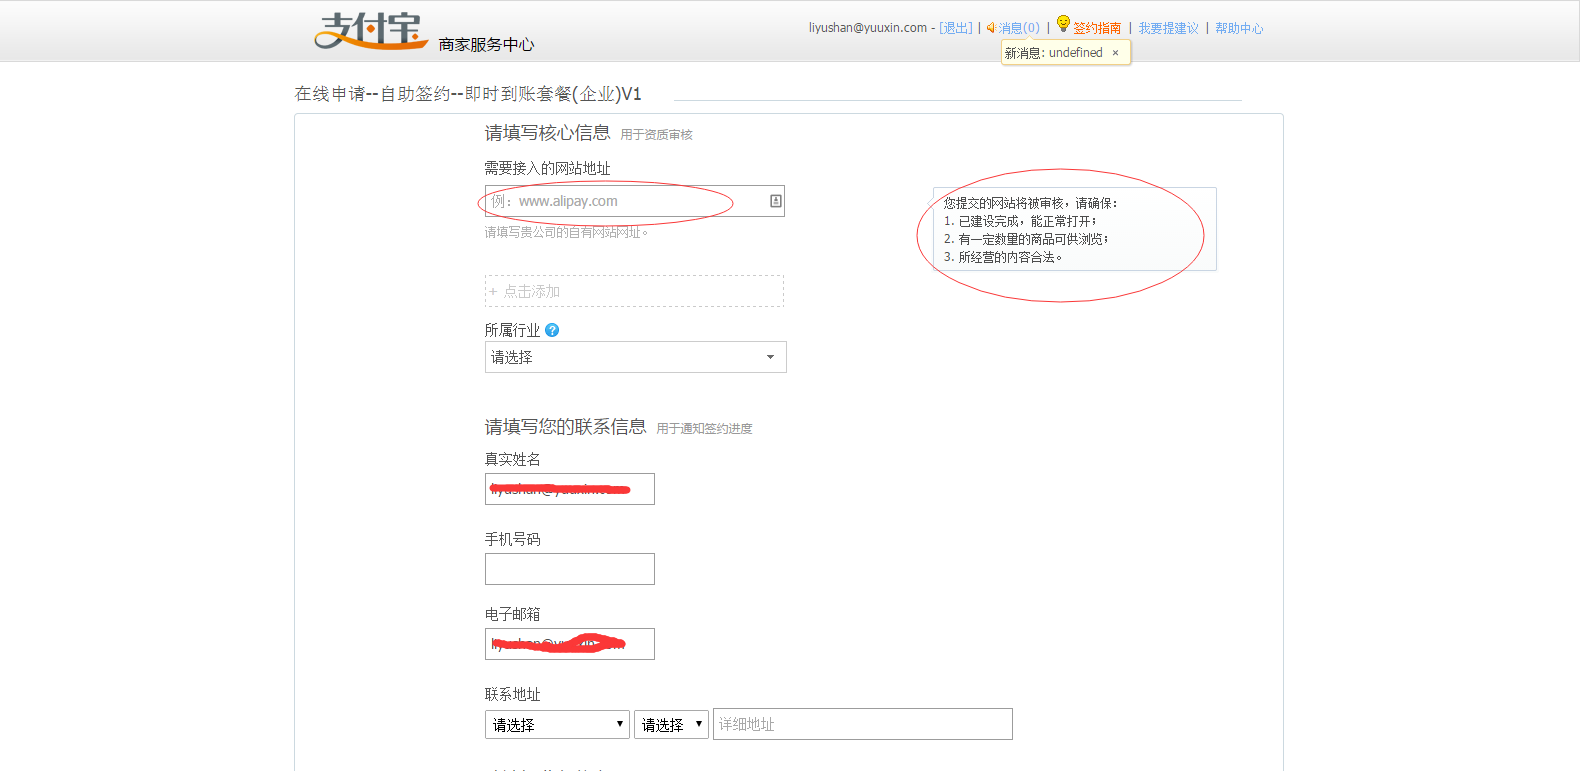 支付宝 商家服务中心
liyushan@yuuxin.com - [退出] | 消息(0) | 签约指南 | 我要提建议 | 帮助中心
新消息: undefined ×
在线申请--自助签约--即时到账套餐(企业)V1
请填写核心信息 用于资质审核
需要接入的网站地址
例：www.alipay.com
请填写贵公司的自有网站网址。
您提交的网站将被审核，请确保：
1. 已建设完成，能正常打开；
2. 有一定数量的商品可供浏览；
3. 所经营的内容合法。
+ 点击添加
所属行业 ?
请选择
请填写您的联系信息 用于通知签约进度
真实姓名
手机号码
电子邮箱
联系地址
请选择 请选择 详细地址